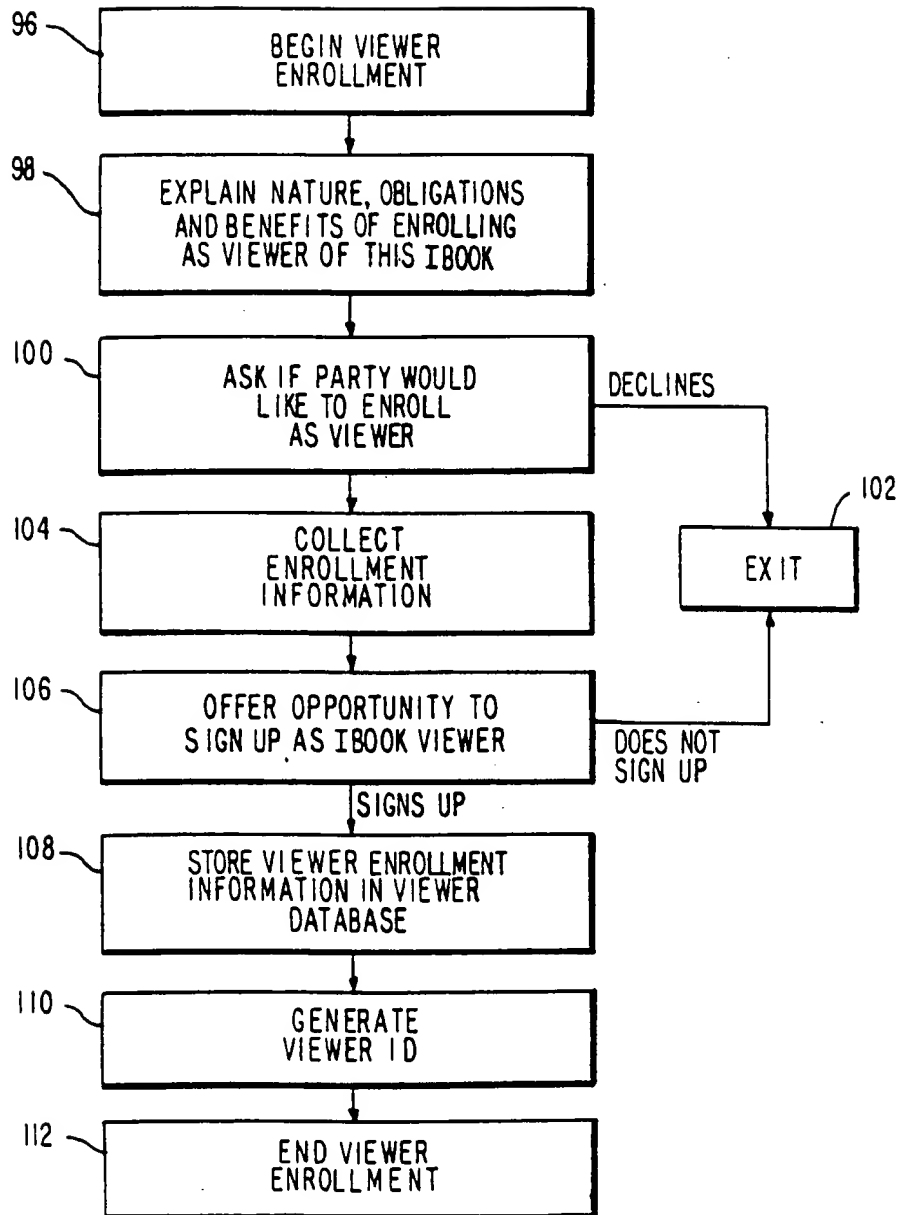 96
BEGIN VIEWER
ENROLLMENT
98
EXPLAIN NATURE, OBLIGATIONS
AND BENEFITS OF ENROLLING
AS VIEWER OF THIS IBOOK
100
ASK IF PARTY WOULD
LIKE TO ENROLL
AS VIEWER
DECLINES
102
EXIT
104
COLLECT
ENROLLMENT
INFORMATION
106
OFFER OPPORTUNITY TO
SIGN UP AS IBOOK VIEWER
DOES NOT
SIGN UP
SIGNS UP
108
STORE VIEWER ENROLLMENT
INFORMATION IN VIEWER
DATABASE
110
GENERATE
VIEWER ID
112
END VIEWER
ENROLLMENT